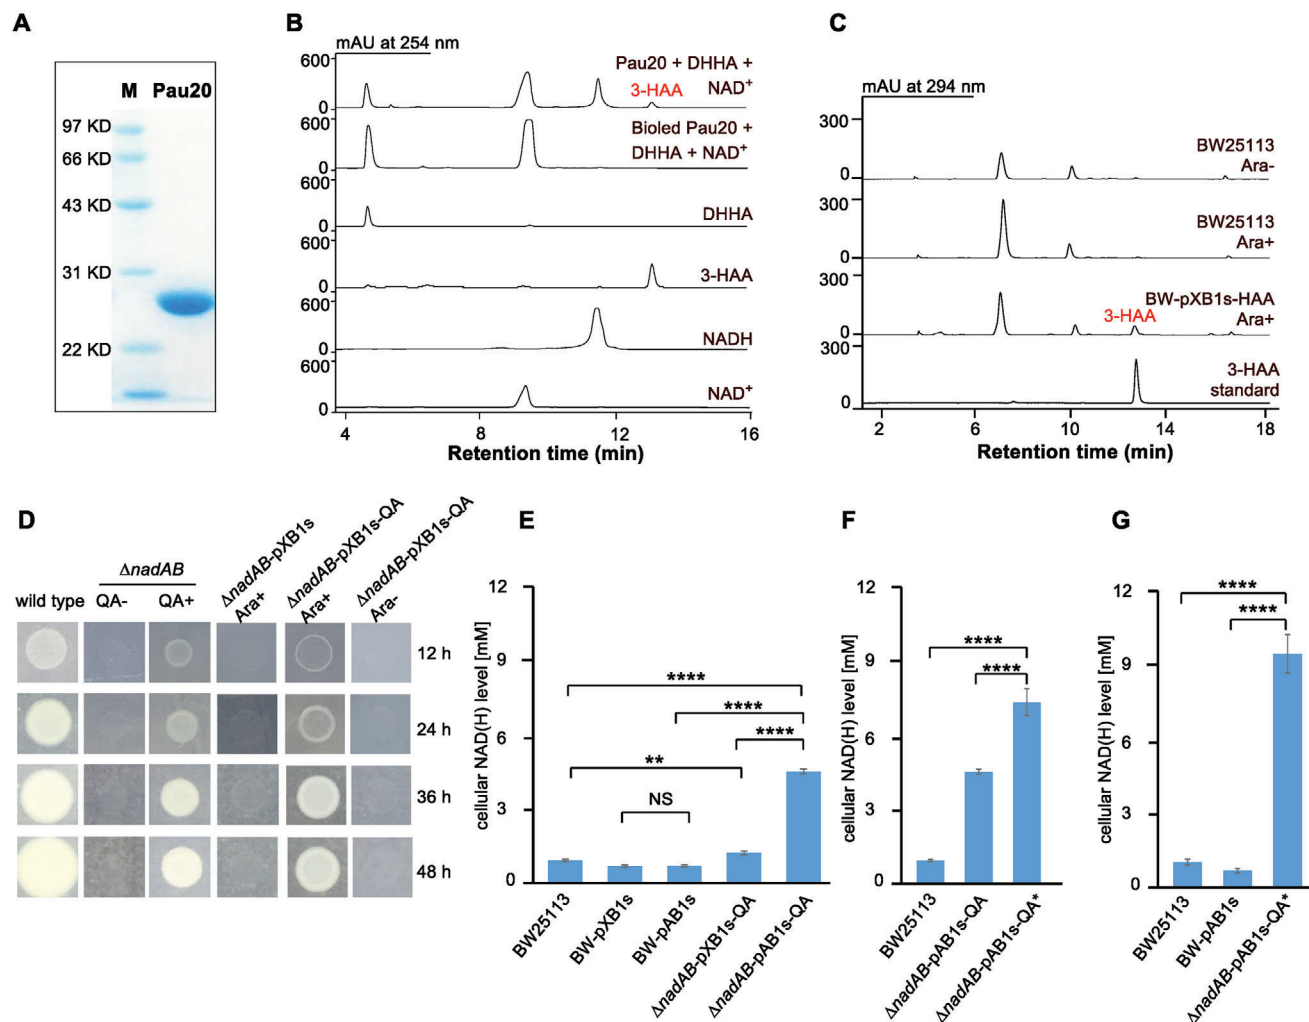 A
M Pau20
97 KD
66 KD
43 KD
31 KD
22 KD
B
mAU at 254 nm
600
0
Pau20 + DHHA +
3-HAA
NAD+
600
0
Bioled Pau20 +
DHHA + NAD+
600
0
DHHA
600
0
3-HAA
600
0
NADH
600
0
NAD+
4 8 12 16
Retention time (min)
C
mAU at 294 nm
300
0
BW25113
Ara-
300
0
BW25113
Ara+
300
0
BW-pXB1s-HAA
3-HAA
Ara+
300
0
3-HAA
standard
2 6 10 14 18
Retention time (min)
D
wild type
ΔnadAB
QA- QA+
ΔnadAB-pXB1s
Ara+
ΔnadAB-pXB1s-QA
Ara+
ΔnadAB-pXB1s-QA
Ara-
12 h
24 h
36 h
48 h
E
cellular NAD(H) level [mM]
12
9
6
3
0
****
****
****
**
NS
BW25113
BW-pXB1s
BW-pAB1s
ΔnadAB-pXB1s-QA
ΔnadAB-pAB1s-QA
F
cellular NAD(H) level [mM]
12
9
6
3
0
****
****
BW25113
ΔnadAB-pAB1s-QA
ΔnadAB-pAB1s-QA*
G
cellular NAD(H) level [mM]
12
9
6
3
0
****
****
BW25113
BW-pAB1s
ΔnadAB-pAB1s-QA*